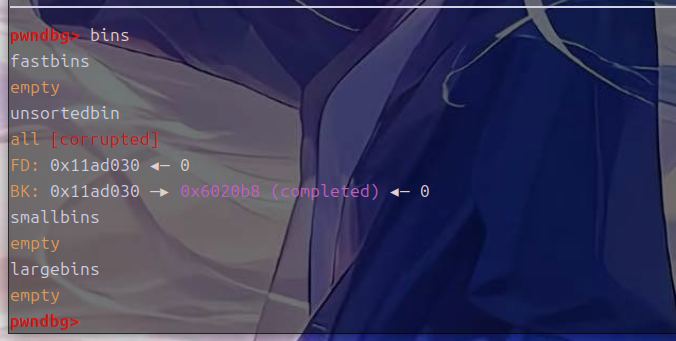 pwndbg> bins
fastbins
empty
unsortedbin
all [corrupted]
FD: 0x11ad030 ◂— 0
BK: 0x11ad030 —▸ 0x6020b8 (completed) ◂— 0
smallbins
empty
largebins
empty
pwndbg>